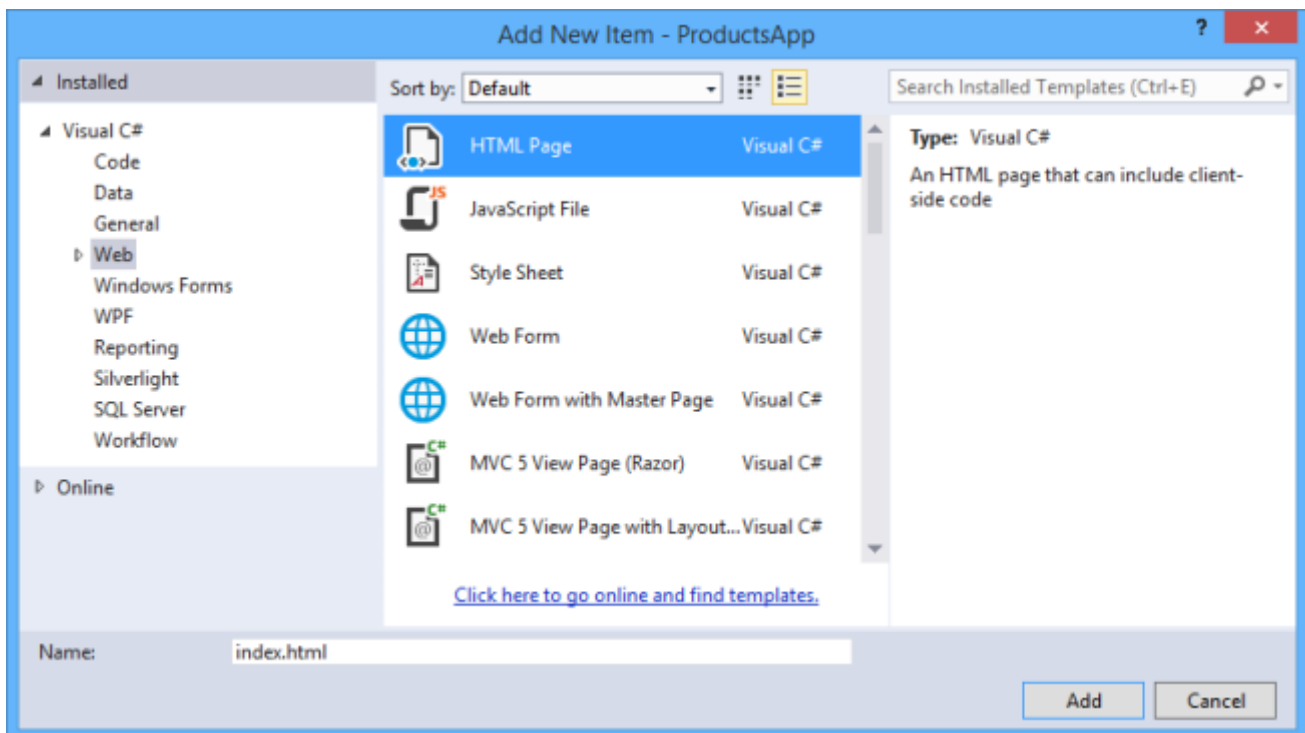 Add New Item - ProductsApp
?
Installed
Sort by: Default
Search Installed Templates (Ctrl+E)
Visual C#
Code
Data
General
Web
Windows Forms
WPF
Reporting
Silverlight
SQL Server
Workflow
Online
HTML Page Visual C#
JavaScript File Visual C#
Style Sheet Visual C#
Web Form Visual C#
Web Form with Master Page Visual C#
MVC 5 View Page (Razor) Visual C#
MVC 5 View Page with Layout... Visual C#
Click here to go online and find templates.
Type: Visual C#
An HTML page that can include client-
side code
Name: index.html
Add Cancel